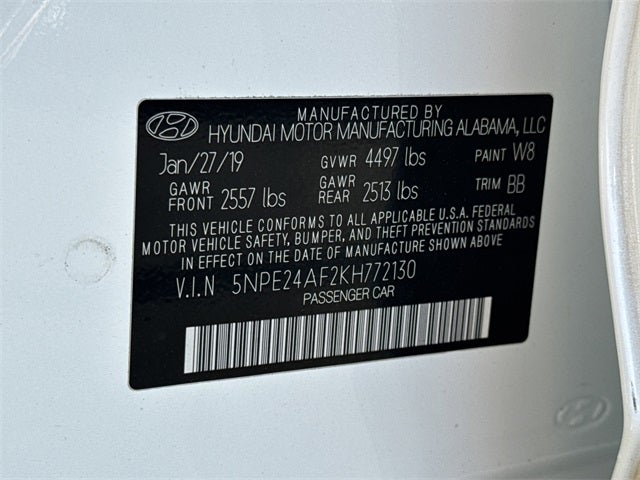 MANUFACTURED BY
HYUNDAI MOTOR MANUFACTURING ALABAMA, LLC
Jan/27/19 GVWR 4497 lbs PAINT W8
GAWR FRONT 2557 lbs GAWR REAR 2513 lbs TRIM BB
THIS VEHICLE CONFORMS TO ALL APPLICABLE U.S.A. FEDERAL
MOTOR VEHICLE SAFETY, BUMPER, AND THEFT PREVENTION STANDARDS
IN EFFECT ON THE DATE OF MANUFACTURE SHOWN ABOVE
V.I.N 5NPE24AF2KH772130
PASSENGER CAR